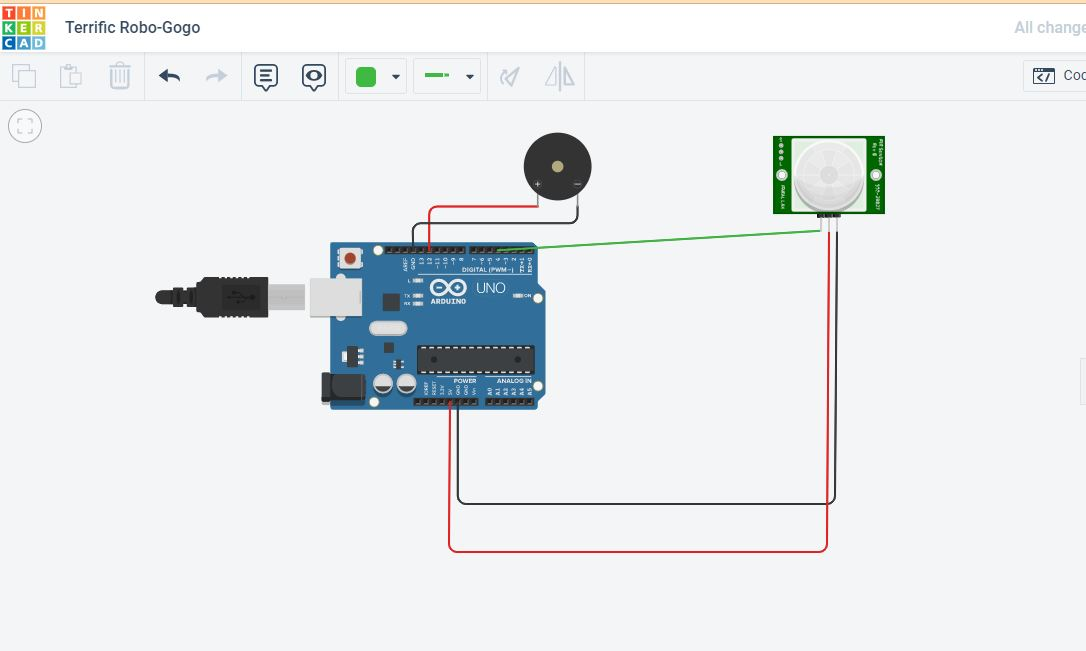 TIN
KER
CAD
Terrific Robo-Gogo
All change
Coc
+
−
AREF
GND
13
12
~11
~10
~9
8
7
~6
~5
4
~3
2
TX→1
RX←0
DIGITAL (PWM~)
L
TX
RX
UNO
ARDUINO
ON
POWER
ANALOG IN
IOREF
RESET
3.3V
5V
GND
GND
Vin
A0
A1
A2
A3
A4
A5